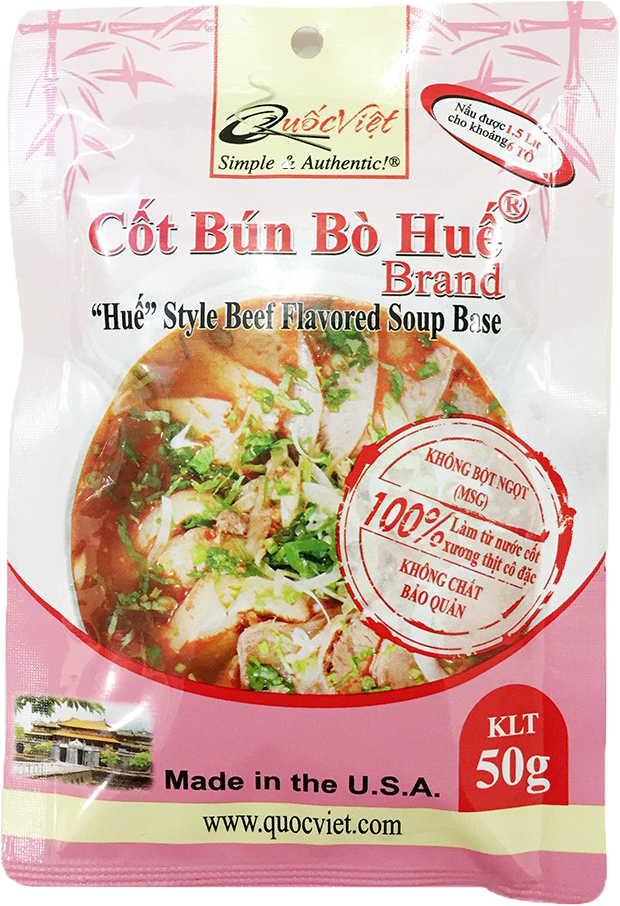 QuốcViệt
Simple & Authentic!®
Nấu được 1.5 Lít
cho khoảng 6 TÔ
Cốt Bún Bò Huế®
Brand
“Huế” Style Beef Flavored Soup Base
KHÔNG BỘT NGỌT
(MSG)
100% Làm từ nước cốt
xương thịt cô đặc
KHÔNG CHẤT
BẢO QUẢN
KLT
50g
Made in the U.S.A.
www.quocviet.com